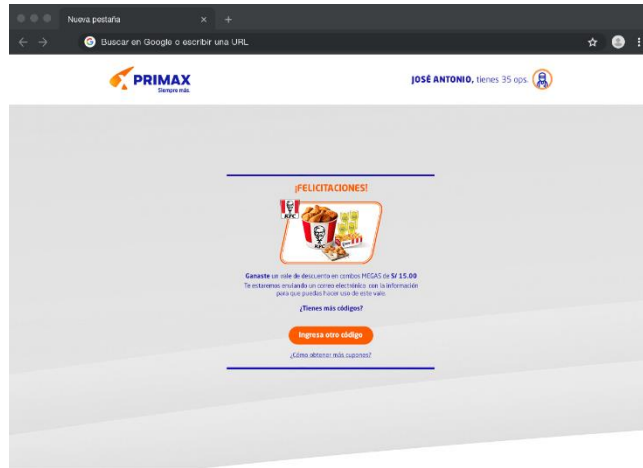 Nueva pestaña
Buscar en Google o escribir una URL
PRIMAX
Siempre más
JOSÉ ANTONIO, tienes 35 ops.
¡FELICITACIONES!
KFC
Ganaste un vale de descuento en combos MEGAS de S/ 15.00
Te estaremos enviando un correo electrónico con la información
para que puedas hacer uso de este vale.
¿Tienes más códigos?
Ingresa otro código
¿Cómo obtener más cupones?